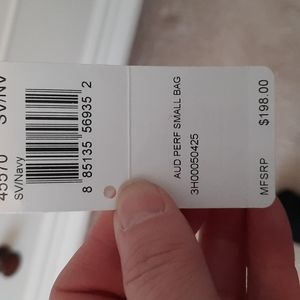 45570 SV/NV
SV/Navy
8 85135 56935 2
AUD PERF SMALL BAG
3H00050425
MFSRP $198.00